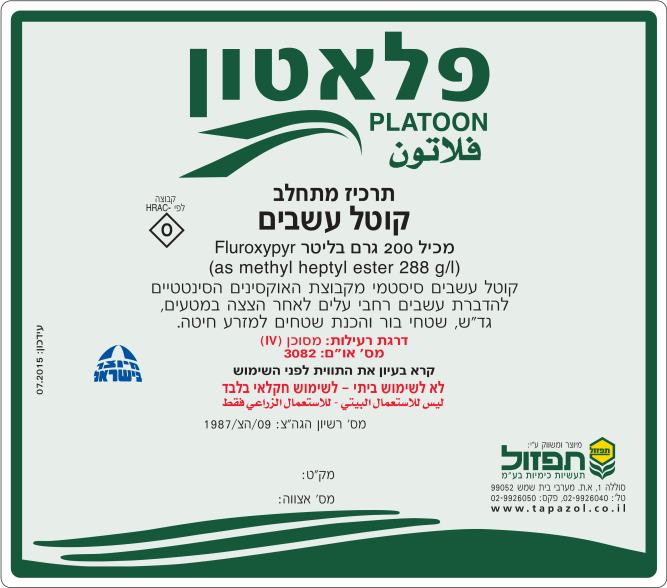 פלאטון
PLATOON
فلاتون
תרכיז מתחלב
קוטל עשבים
קבוצה
לפי -HRAC
O
מכיל 200 גרם בליטר Fluroxypyr
(as methyl heptyl ester 288 g/l)
קוטל עשבים סיסטמי מקבוצת האוקסינים הסינטטיים
להדברת עשבים רחבי עלים לאחר הצצה במטעים,
גד"ש, שטחי בור והכנת שטחים למזרע חיטה.
דרגת רעילות: מסוכן (IV)
מס' או"ם: 3082
קרא בעיון את התווית לפני השימוש
לא לשימוש ביתי – לשימוש חקלאי בלבד
ليس للاستعمال البيتي - للاستعمال الزراعي فقط
מס' רשיון הגה"צ: 09/הצ/1987
עידכון: 07.2015
תוצר
ישראל
מק"ט:
מס' אצווה:
מיוצר ומשווק ע"י:
תפזול
תפזול
תעשיות כימיות בע"מ
סוללה 1, א.ת. מערבי בית שמש 99052
טל': 02-9926040, פקס: 02-9926050
www.tapazol.co.il